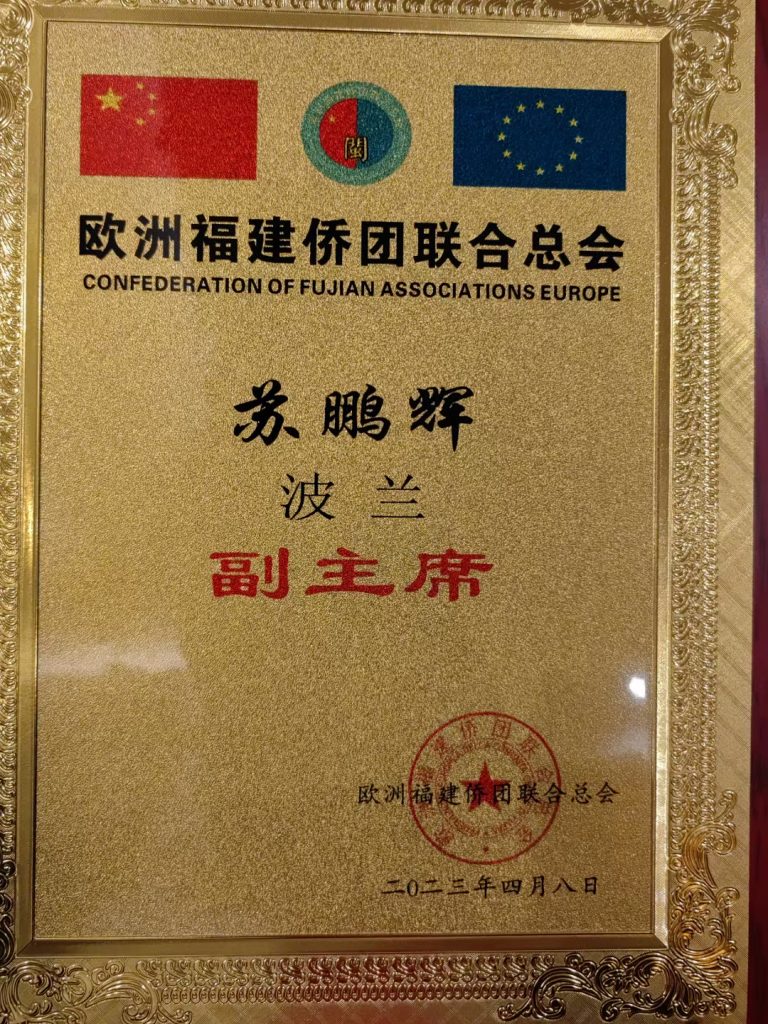 閩
欧洲福建侨团联合总会
CONFEDERATION OF FUJIAN ASSOCIATIONS EUROPE
苏鹏辉
波兰
副主席
欧洲福建侨团联合总会
二0二三年四月八日